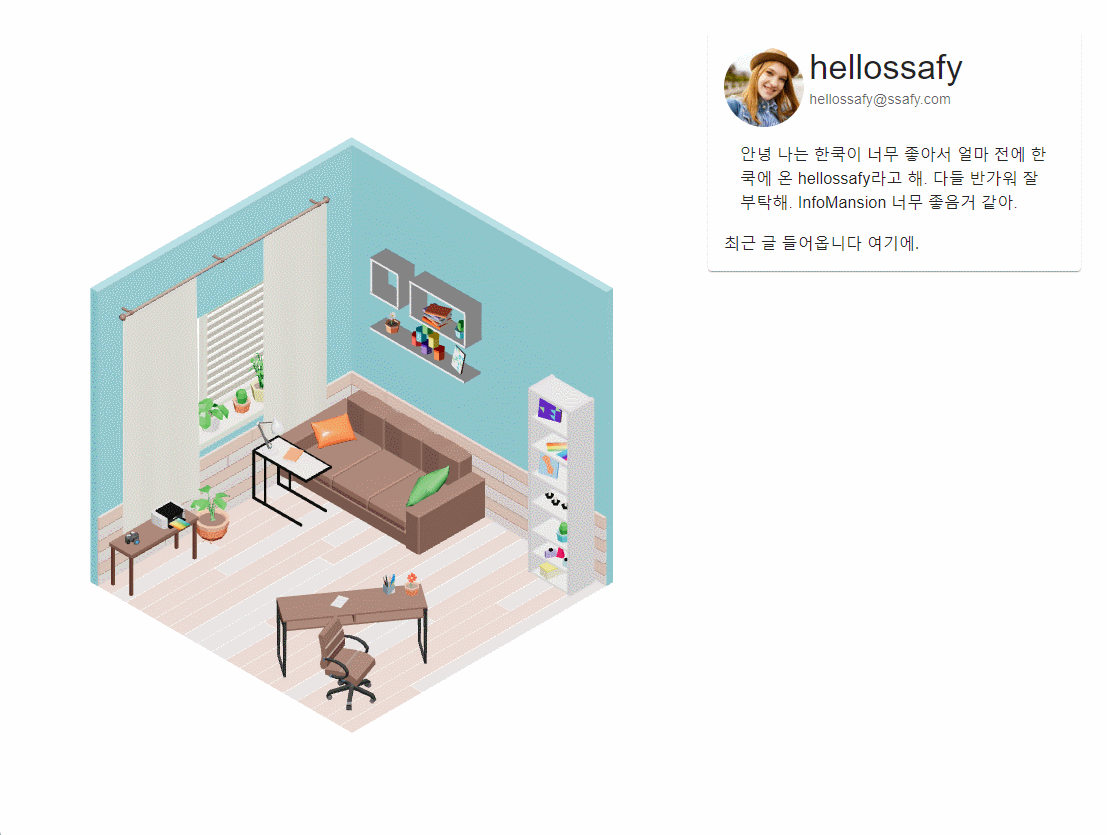 hellossafy
hellossafy@ssafy.com
안녕 나는 한쿡이 너무 좋아서 얼마 전에 한
쿡에 온 hellossafy라고 해. 다들 반가워 잘
부탁해. InfoMansion 너무 좋음거 같아.
최근 글 들어옵니다 여기에.